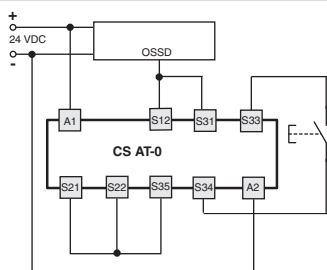 +
24 VDC
-
OSSD
A1 S12 S31 S33
CS AT-0
S21 S22 S35 S34 A2